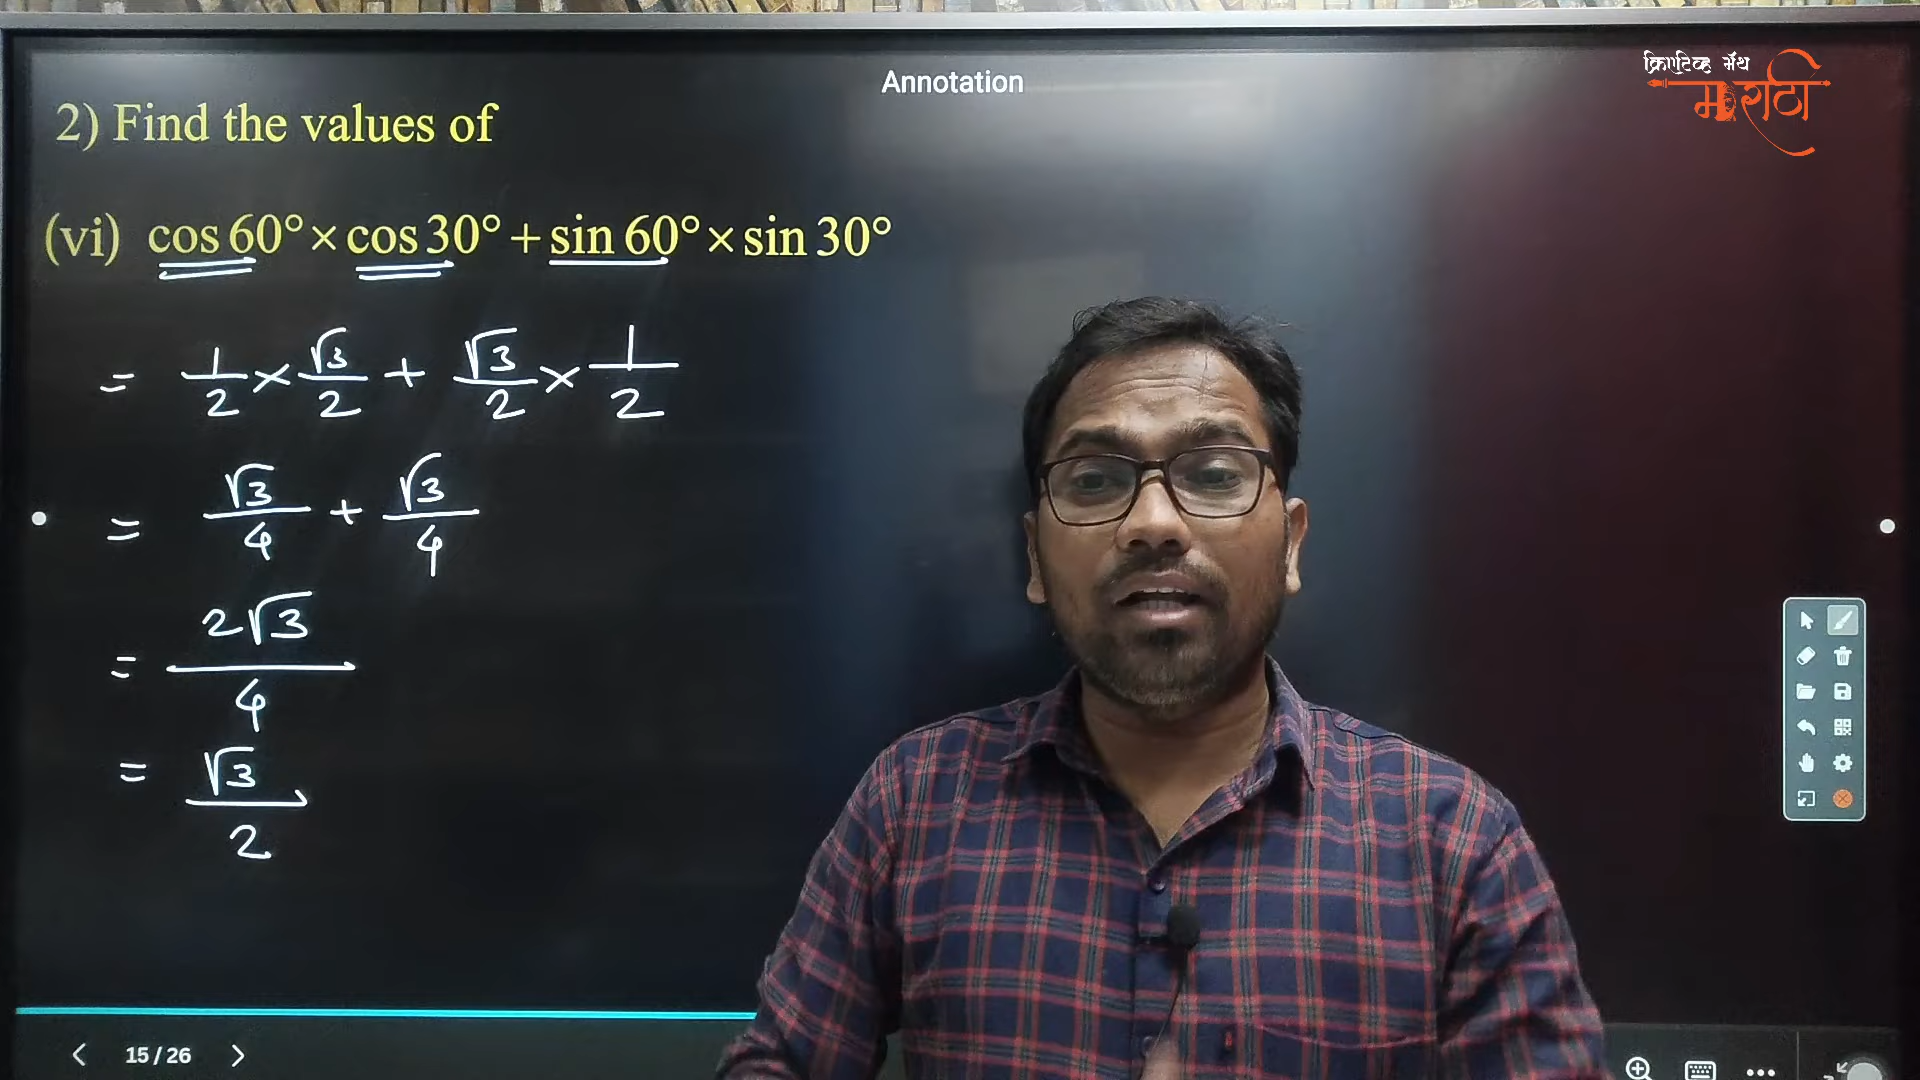 Annotation
क्रिएटिव्ह मॅथ
मराठी
2) Find the values of
(vi) cos 60° × cos 30° + sin 60° × sin 30°
= 1/2 × √3/2 + √3/2 × 1/2
= √3/4 + √3/4
= 2√3/4
= √3/2
15 / 26